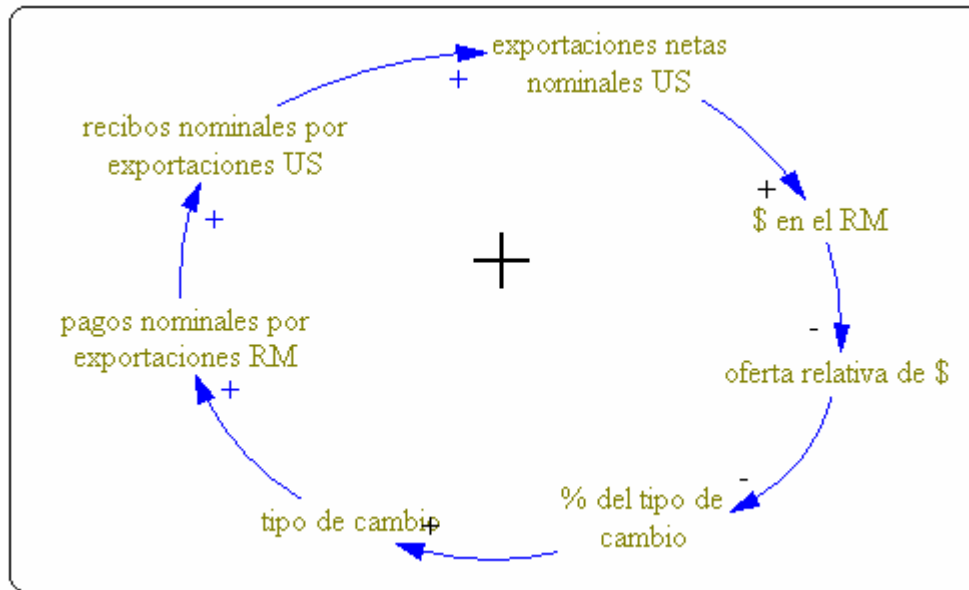 exportaciones netas
nominales US
+
recibos nominales por
exportaciones US
+
$ en el RM
+
+
pagos nominales por
exportaciones RM
-
oferta relativa de $
+
-
% del tipo de
cambio
tipo de cambio
+